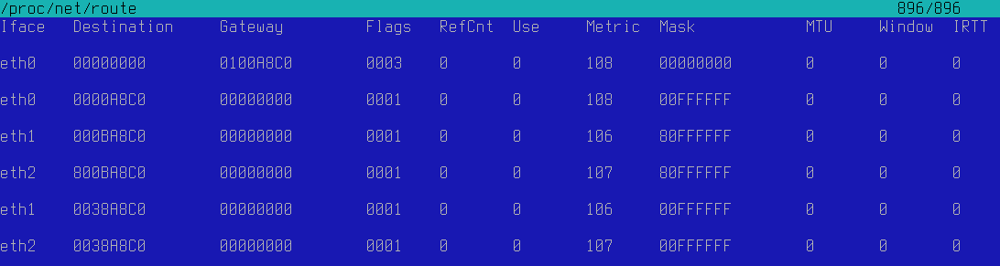 /proc/net/route 896/896
Iface Destination Gateway Flags RefCnt Use Metric Mask MTU Window IRTT
eth0 00000000 0100A8C0 0003 0 0 108 00000000 0 0 0
eth0 0000A8C0 00000000 0001 0 0 108 00FFFFFF 0 0 0
eth1 000BA8C0 00000000 0001 0 0 106 80FFFFFF 0 0 0
eth2 800BA8C0 00000000 0001 0 0 107 80FFFFFF 0 0 0
eth1 0038A8C0 00000000 0001 0 0 106 00FFFFFF 0 0 0
eth2 0038A8C0 00000000 0001 0 0 107 00FFFFFF 0 0 0